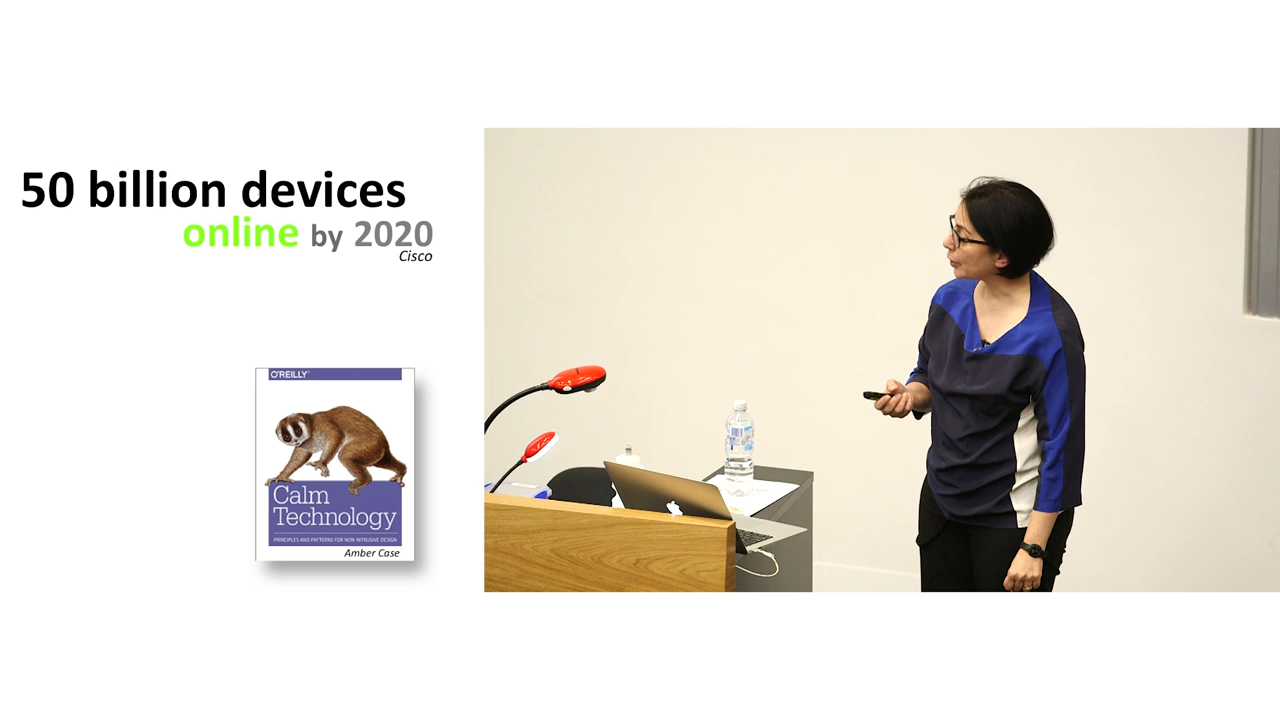 50 billion devices
online by 2020
Cisco
O'REILLY
Calm
Technology
PRINCIPLES AND PATTERNS FOR NON-INTRUSIVE DESIGN
Amber Case